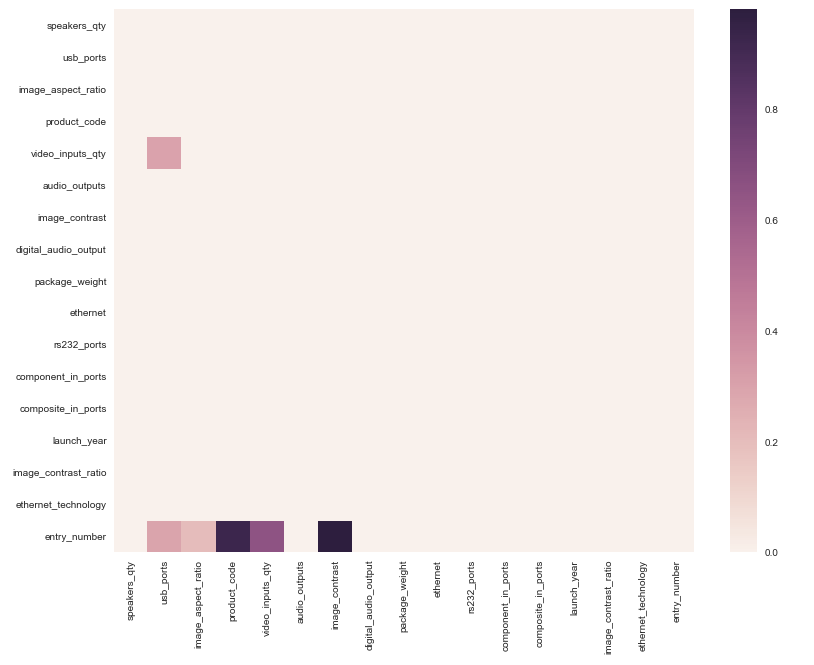 speakers_qty
usb_ports
image_aspect_ratio
product_code
video_inputs_qty
audio_outputs
image_contrast
digital_audio_output
package_weight
ethernet
rs232_ports
component_in_ports
composite_in_ports
launch_year
image_contrast_ratio
ethernet_technology
entry_number
speakers_qty
usb_ports
image_aspect_ratio
product_code
video_inputs_qty
audio_outputs
image_contrast
digital_audio_output
package_weight
ethernet
rs232_ports
component_in_ports
composite_in_ports
launch_year
image_contrast_ratio
ethernet_technology
entry_number
0.8
0.6
0.4
0.2
0.0